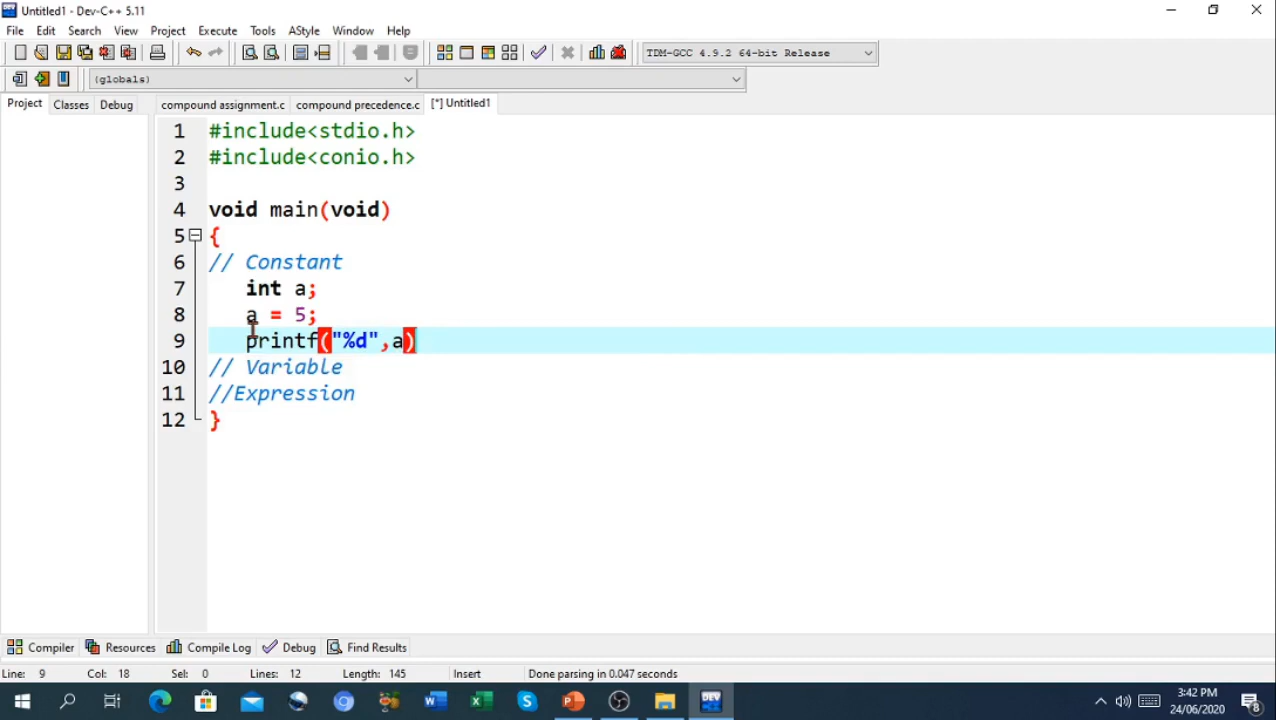 Untitled1 - Dev-C++ 5.11
File Edit Search View Project Execute Tools AStyle Window Help
TDM-GCC 4.9.2 64-bit Release
(globals)
Project Classes Debug compound assignment.c compound precedence.c [*] Untitled1
1 #include<stdio.h>
2 #include<conio.h>
3
4 void main(void)
5 {
6 // Constant
7 int a;
8 a = 5;
9 printf("%d",a)
10 // Variable
11 //Expression
12 }
Compiler Resources Compile Log Debug Find Results
Line: 9 Col: 18 Sel: 0 Lines: 12 Length: 145 Insert Done parsing in 0.047 seconds
DEV
3:42 PM
24/06/2020
8